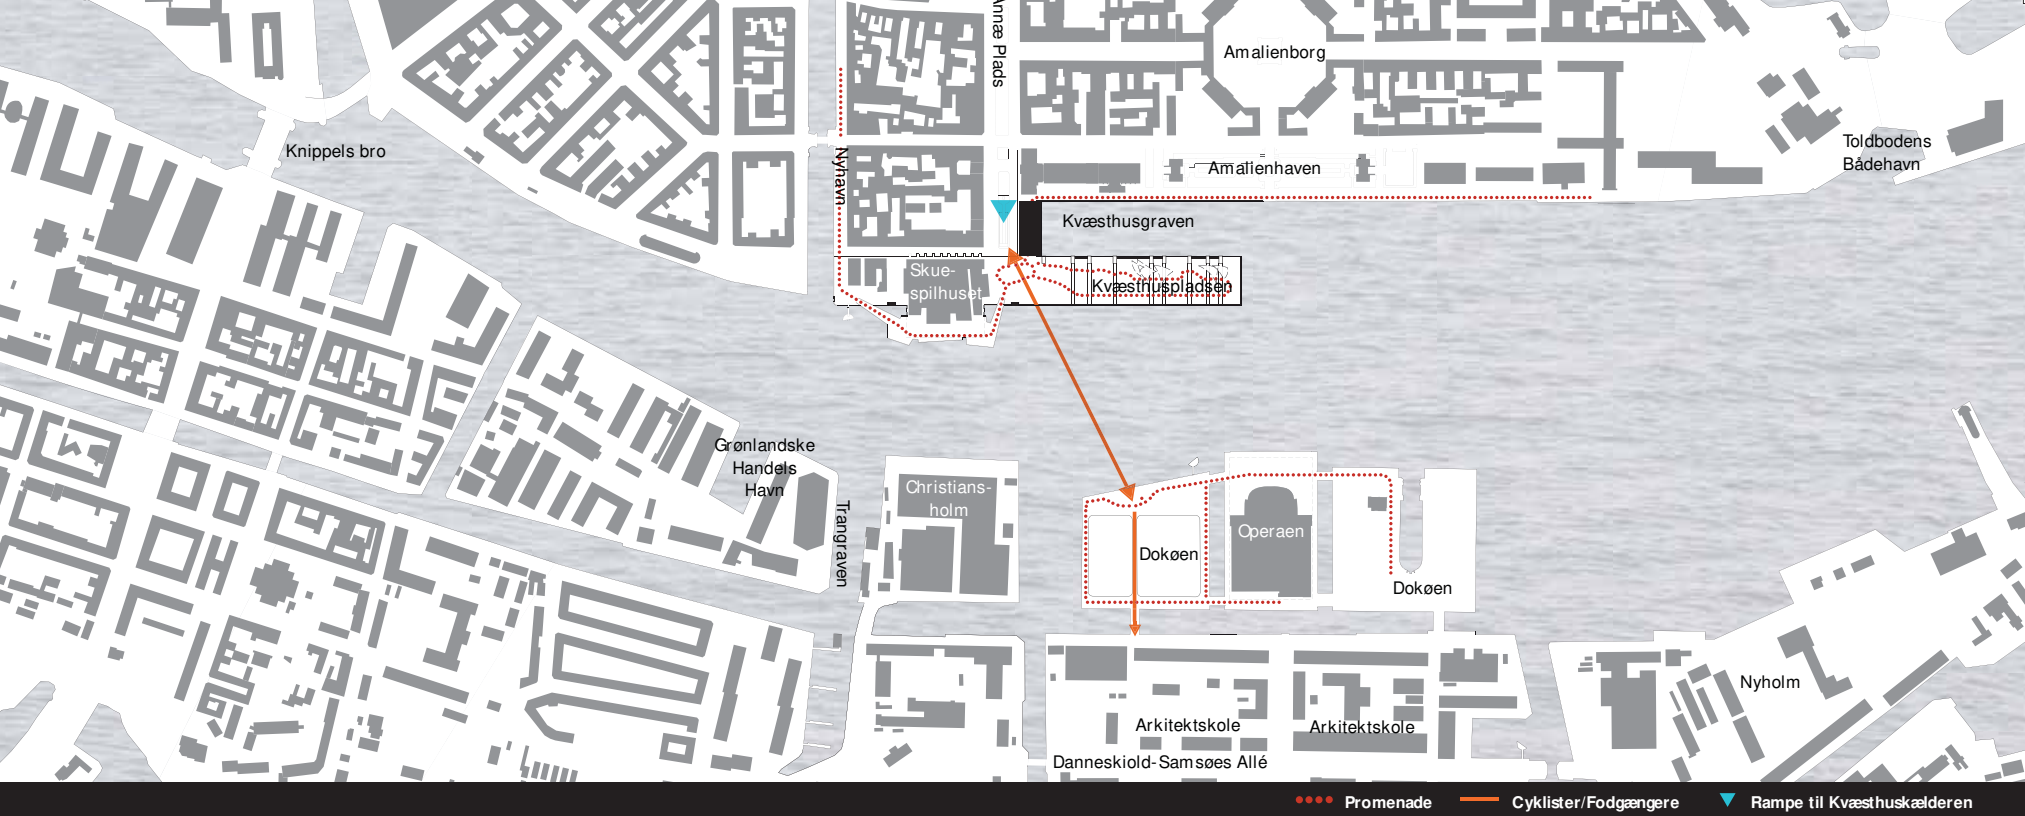 Annæ Plads
Amalienborg
Knippels bro
Nyhavn
Amalienhaven
Toldbodens
Bådehavn
Kvæsthusgraven
Skue-
spilhuset
Kvæsthuspladsen
Grønlandske
Handels
Havn
Trangraven
Christians-
holm
Operaen
Dokøen
Dokøen
Nyholm
Arkitektskole
Arkitektskole
Danneskiold-Samsøes Allé
Promenade
Cyklister/Fodgængere
Rampe til Kvæsthuskælderen